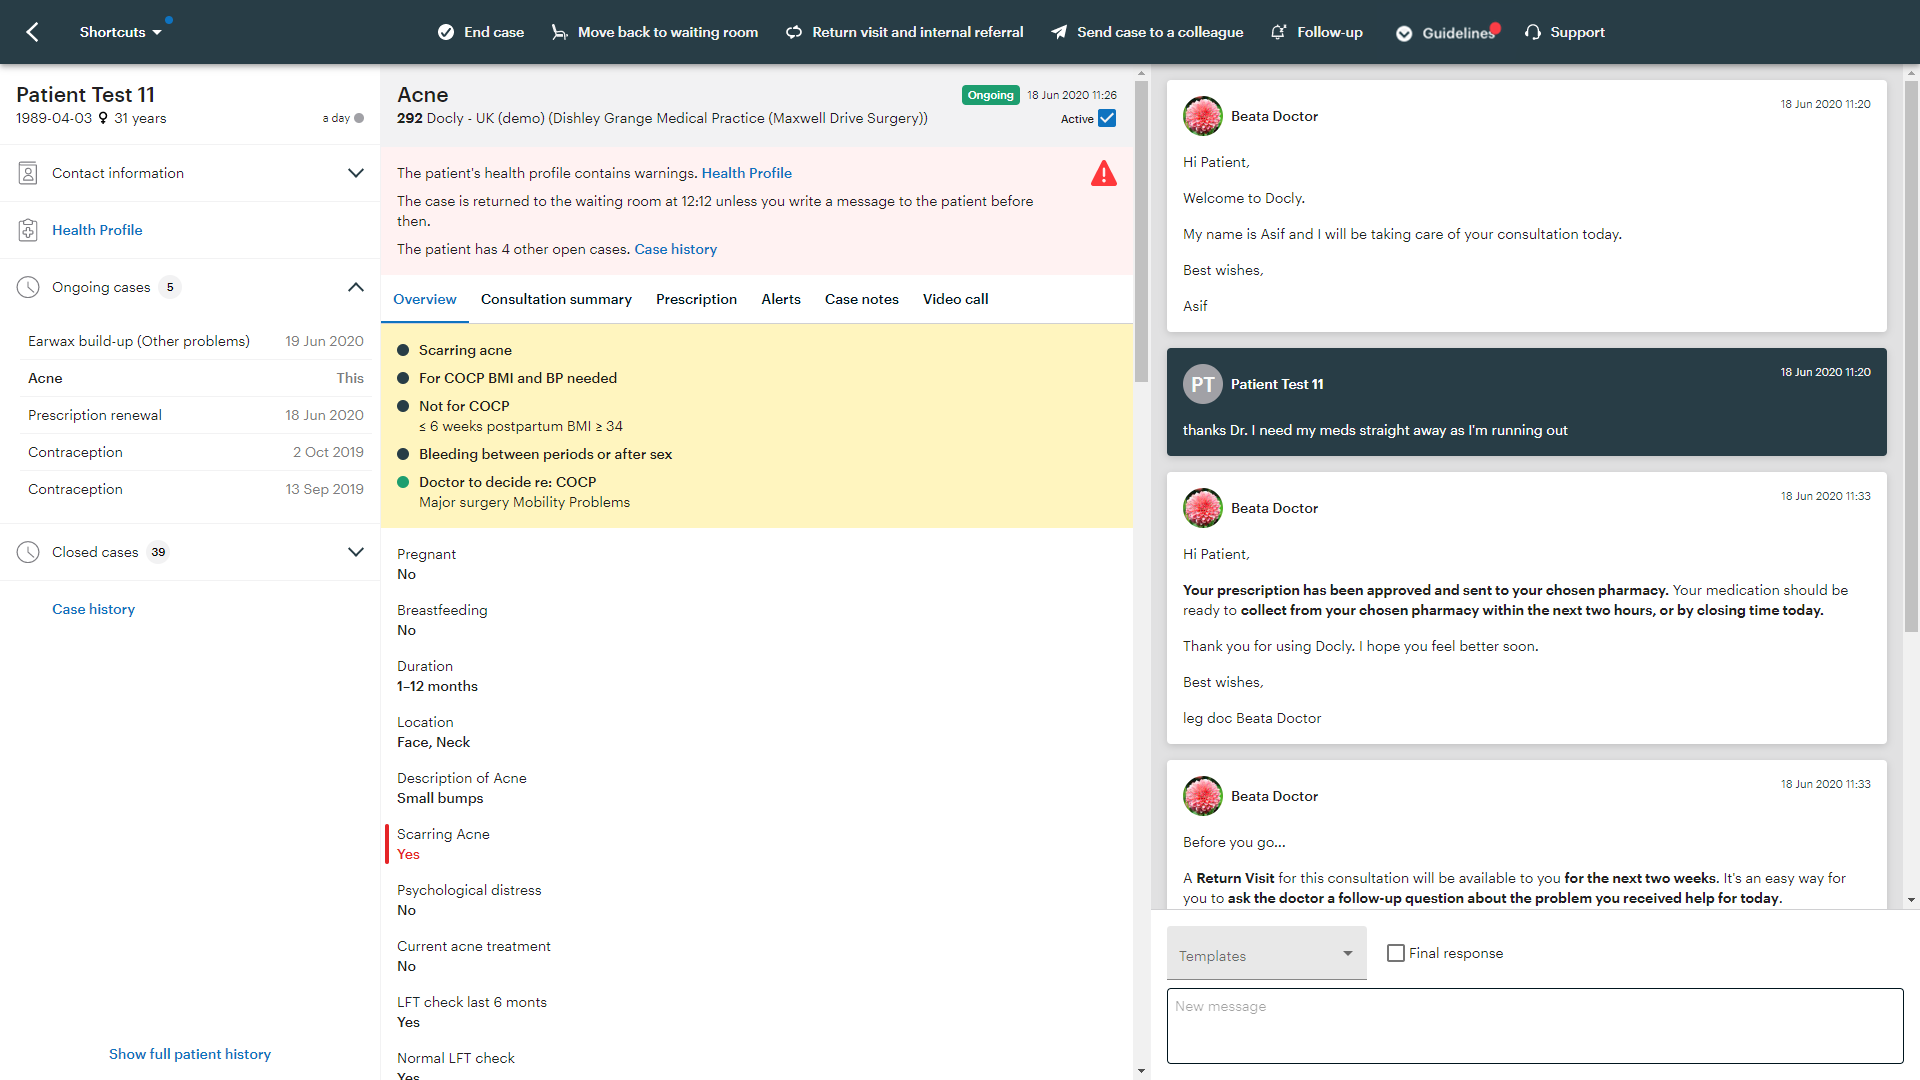 Shortcuts
End case
Move back to waiting room
Return visit and internal referral
Send case to a colleague
Follow-up
Guidelines
Support
Patient Test 11
1989-04-03 31 years
a day
Contact information
Health Profile
Ongoing cases 5
Earwax build-up (Other problems) 19 Jun 2020
Acne This
Prescription renewal 18 Jun 2020
Contraception 2 Oct 2019
Contraception 13 Sep 2019
Closed cases 39
Case history
Show full patient history
Acne
Ongoing 18 Jun 2020 11:26
292 Docly - UK (demo) (Dishley Grange Medical Practice (Maxwell Drive Surgery))
Active
The patient's health profile contains warnings. Health Profile
The case is returned to the waiting room at 12:12 unless you write a message to the patient before
then.
The patient has 4 other open cases. Case history
Overview
Consultation summary
Prescription
Alerts
Case notes
Video call
Scarring acne
For COCP BMI and BP needed
Not for COCP
≤ 6 weeks postpartum BMI ≥ 34
Bleeding between periods or after sex
Doctor to decide re: COCP
Major surgery Mobility Problems
Pregnant
No
Breastfeeding
No
Duration
1–12 months
Location
Face, Neck
Description of Acne
Small bumps
Scarring Acne
Yes
Psychological distress
No
Current acne treatment
No
LFT check last 6 monts
Yes
Normal LFT check
Yes
Beata Doctor
18 Jun 2020 11:20
Hi Patient,
Welcome to Docly.
My name is Asif and I will be taking care of your consultation today.
Best wishes,
Asif
PT
Patient Test 11
18 Jun 2020 11:20
thanks Dr. I need my meds straight away as I'm running out
Beata Doctor
18 Jun 2020 11:33
Hi Patient,
Your prescription has been approved and sent to your chosen pharmacy. Your medication should be
ready to collect from your chosen pharmacy within the next two hours, or by closing time today.
Thank you for using Docly. I hope you feel better soon.
Best wishes,
leg doc Beata Doctor
Beata Doctor
18 Jun 2020 11:33
Before you go...
A Return Visit for this consultation will be available to you for the next two weeks. It's an easy way for
you to ask the doctor a follow-up question about the problem you received help for today.
Templates
Final response
New message